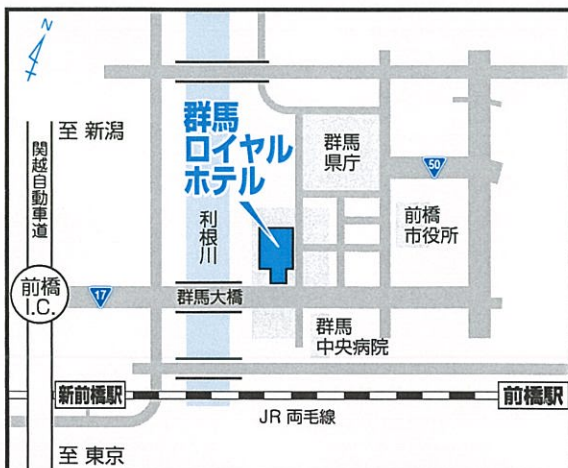 N
至 新潟
関越自動車道
群馬
ロイヤル
ホテル
群馬
県庁
50
利根川
前橋
市役所
前橋
I.C.
17
群馬大橋
群馬
中央病院
新前橋駅
前橋駅
JR 両毛線
至 東京